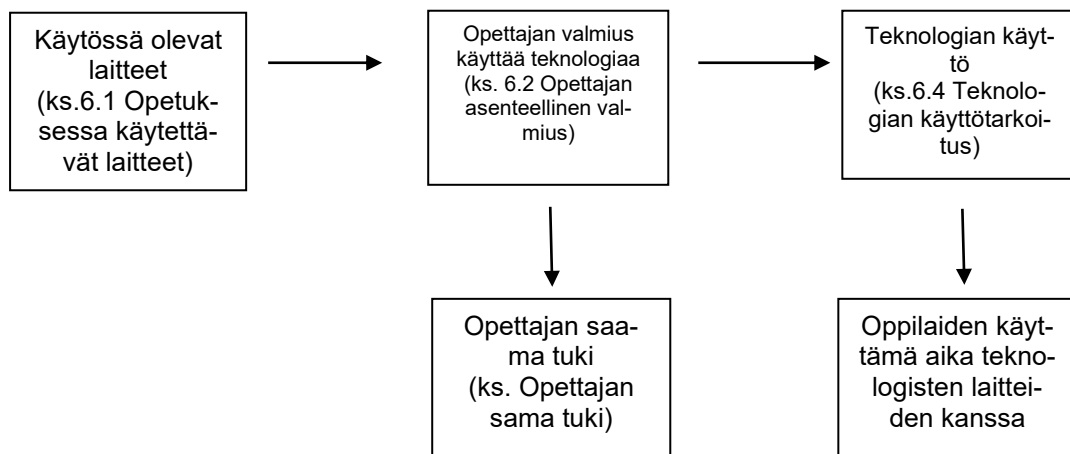 Käytössä olevat
laitteet
(ks.6.1 Opetuk-
sessa käytettä-
vät laitteet)
Opettajan valmius
käyttää teknologiaa
(ks. 6.2 Opettajan
asenteellinen val-
mius)
Teknologian käyt-
tö
(ks.6.4 Teknolo-
gian käyttötarkoi-
tus)
Opettajan saa-
ma tuki
(ks. Opettajan
sama tuki)
Oppilaiden käyt-
tämä aika tekno-
logisten laittei-
den kanssa